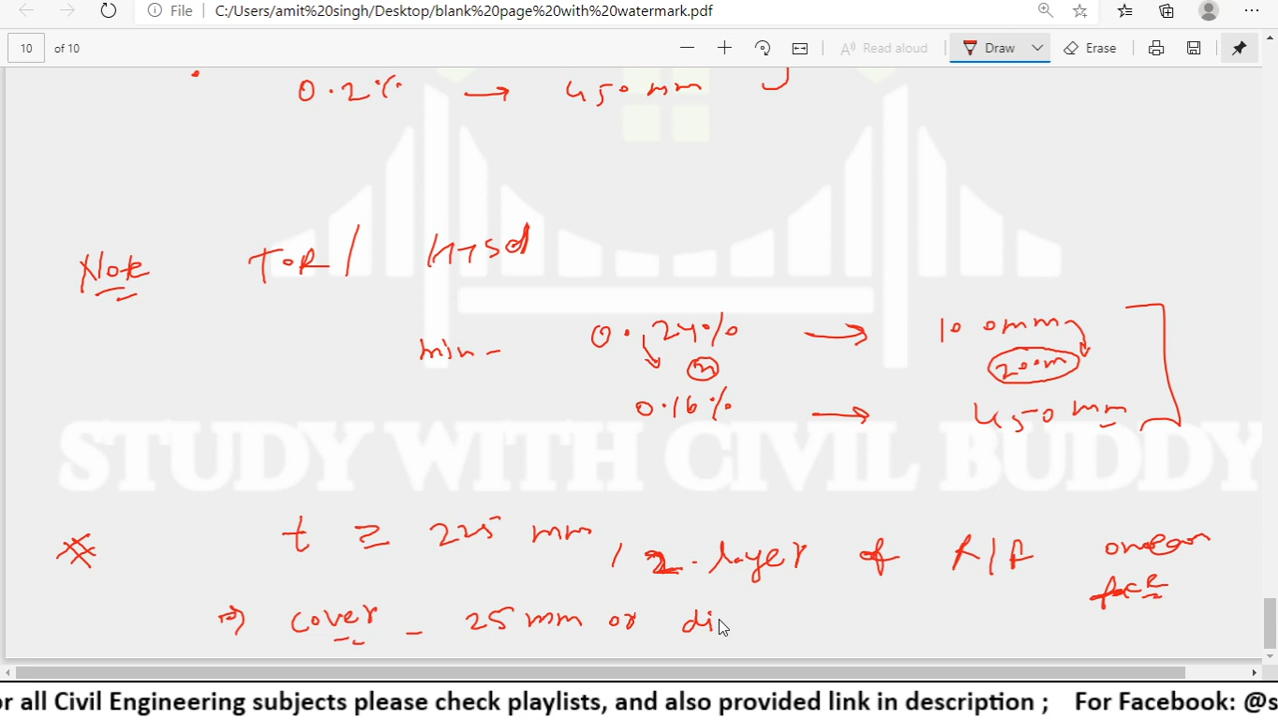 File C:/Users/amit%20singh/Desktop/blank%20page%20with%20watermark.pdf
10 of 10 Read aloud Draw Erase
0.2% → 450 mm
Note TOR / HYSD
min - 0.24% → 100mm
200m
0.16% → 450 mm
STUDY WITH CIVIL BUDDY
t ≥ 225 mm / 2-layer of R/F on each
face
⇒ cover - 25 mm or di
or all Civil Engineering subjects please check playlists, and also provided link in description ; For Facebook: @s